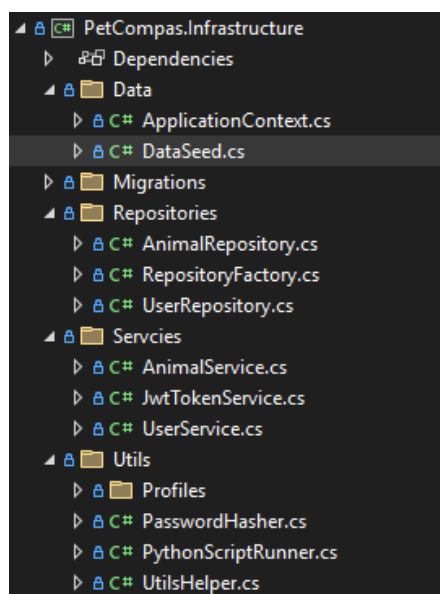 C# PetCompas.Infrastructure
Dependencies
Data
C# ApplicationContext.cs
C# DataSeed.cs
Migrations
Repositories
C# AnimalRepository.cs
C# RepositoryFactory.cs
C# UserRepository.cs
Servcies
C# AnimalService.cs
C# JwtTokenService.cs
C# UserService.cs
Utils
Profiles
C# PasswordHasher.cs
C# PythonScriptRunner.cs
C# UtilsHelper.cs